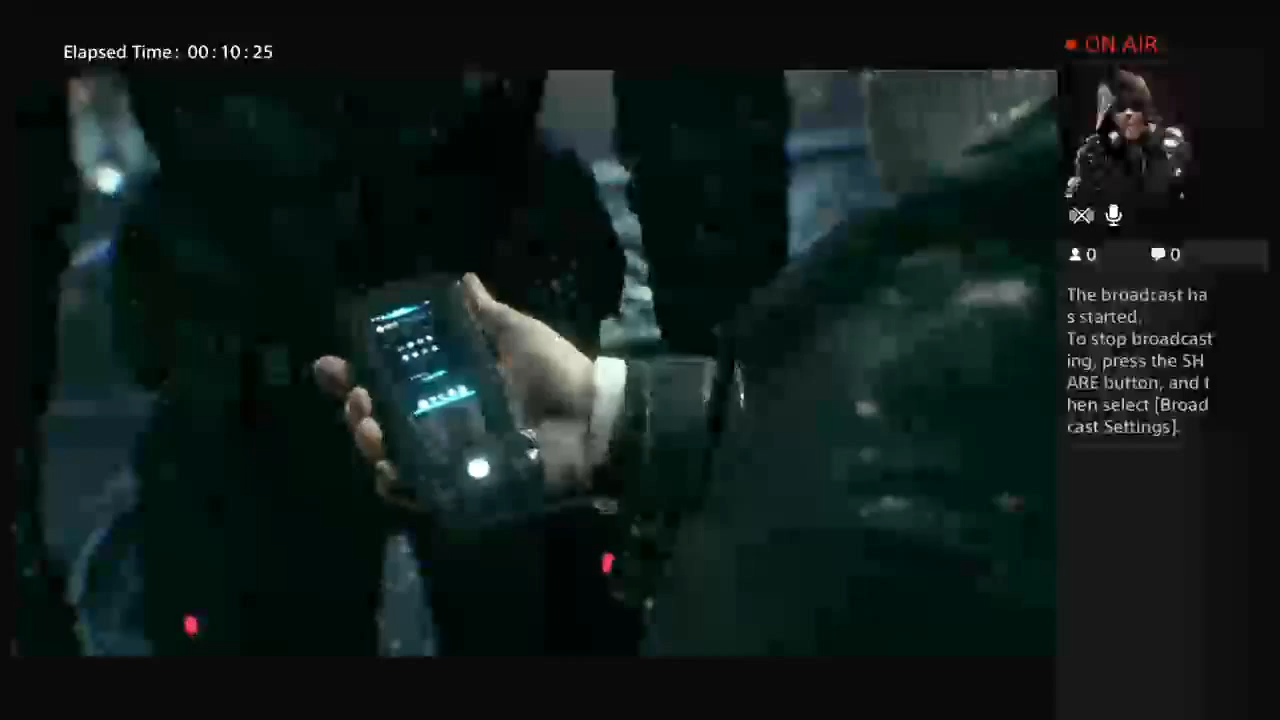 Elapsed Time: 00:10:25
ON AIR
0
0
The broadcast ha
s started.
To stop broadcast
ing, press the SH
ARE button, and t
hen select [Broad
cast Settings].